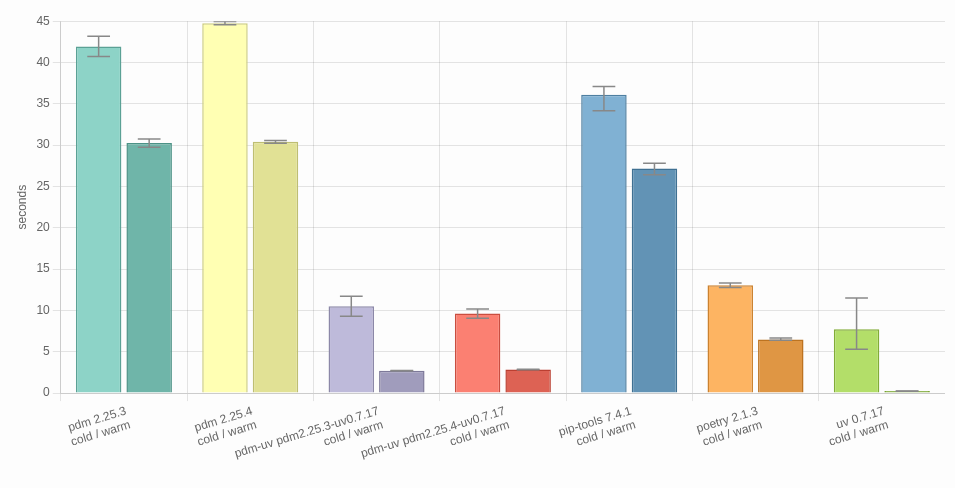 45
40
35
30
25
20
15
10
5
0
seconds
pdm 2.25.3
cold / warm
pdm 2.25.4
cold / warm
pdm-uv pdm2.25.3-uv0.7.17
cold / warm
pdm-uv pdm2.25.4-uv0.7.17
cold / warm
pip-tools 7.4.1
cold / warm
poetry 2.1.3
cold / warm
uv 0.7.17
cold / warm